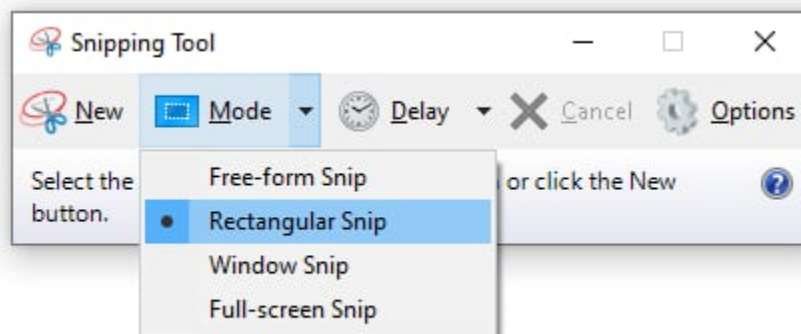 Snipping Tool
New Mode Delay Cancel Options
Select the
or click the New
button.
Free-form Snip
Rectangular Snip
Window Snip
Full-screen Snip